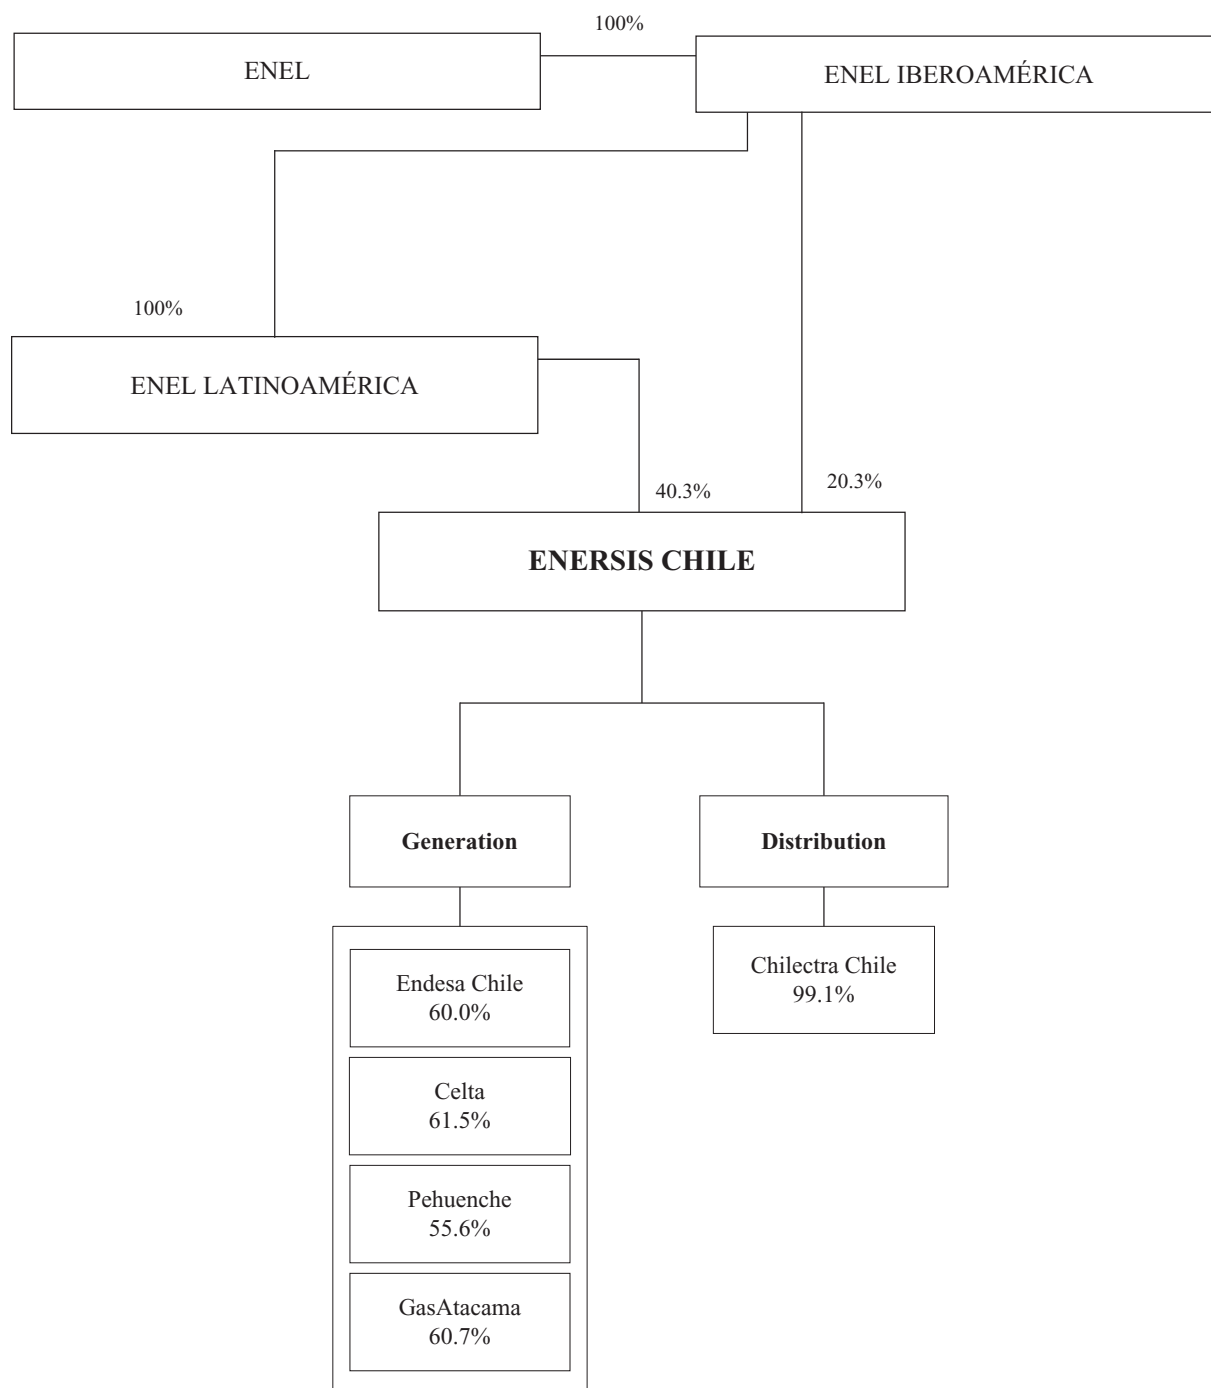 100%
ENEL
ENEL IBEROAMÉRICA
100%
ENEL LATINOAMÉRICA
40.3%
20.3%
ENERSIS CHILE
Generation
Distribution
Endesa Chile
60.0%
Chilectra Chile
99.1%
Celta
61.5%
Pehuenche
55.6%
GasAtacama
60.7%